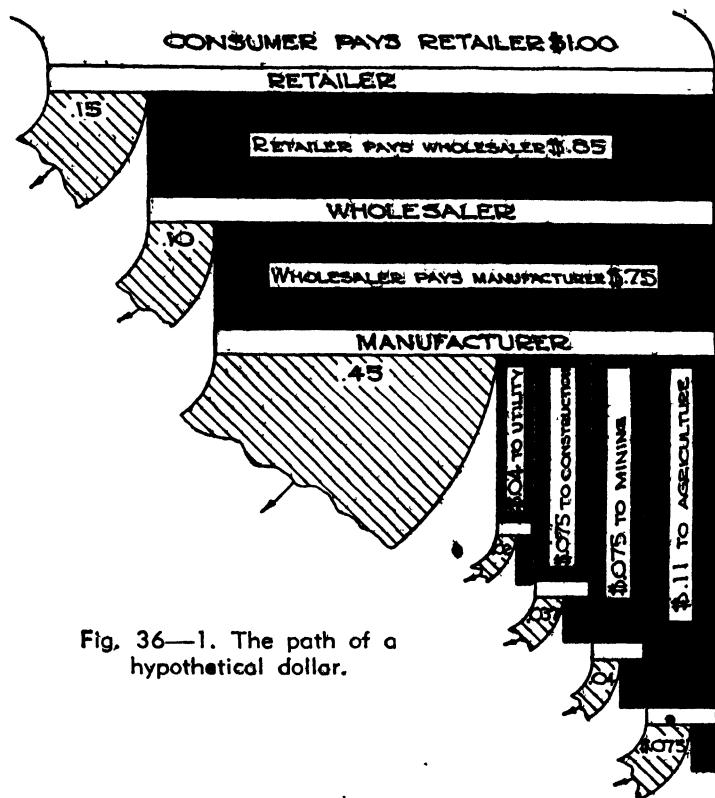 CONSUMER PAYS RETAILER $1.00
RETAILER
.15
RETAILER PAYS WHOLESALER $.85
WHOLESALER
.10
WHOLESALER PAYS MANUFACTURER $.75
MANUFACTURER
.45
$.04 TO UTILITY
$.075 TO CONSTRUCTION
$.075 TO MINING
$.11 TO AGRICULTURE
$.075
Fig. 36—1. The path of a
hypothetical dollar.